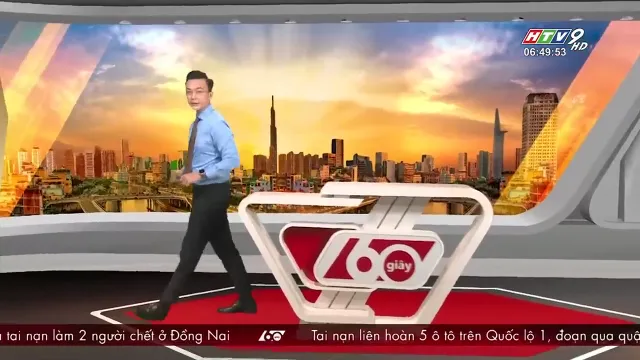 HTV9
HD
06:49:53
60
giây
tai nạn làm 2 người chết ở Đồng Nai
60
Tai nạn liên hoàn 5 ô tô trên Quốc lộ 1, đoạn qua